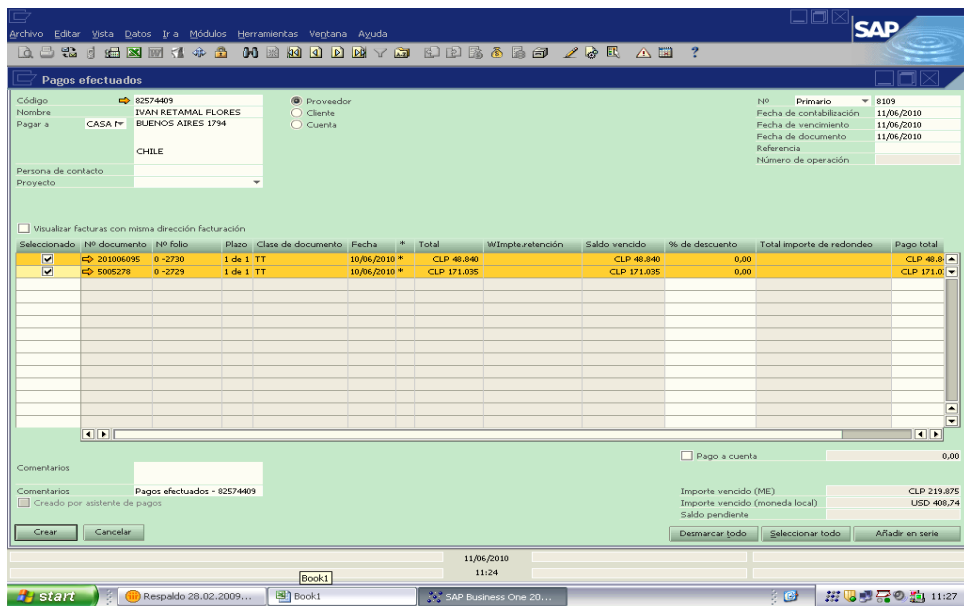 Archivo Editar Vista Datos Ir a Módulos Herramientas Ventana Ayuda
SAP
Pagos efectuados
Código 82574409
Nombre IVAN RETAMAL FLORES
Pagar a CASA M BUENOS AIRES 1794
CHILE
Persona de contacto
Proyecto
Proveedor
Cliente
Cuenta
Nº Primario 8109
Fecha de contabilización 11/06/2010
Fecha de vencimiento 11/06/2010
Fecha de documento 11/06/2010
Referencia
Número de operación
Visualizar facturas con misma dirección facturación
Seleccionado Nº documento Nº folio Plazo Clase de documento Fecha * Total WImpte.retención Saldo vencido % de descuento Total importe de redondeo Pago total
201006095 0 -2730 1 de 1 TT 10/06/2010 * CLP 48.840 CLP 48.840 0,00 CLP 48.8
5005278 0 -2729 1 de 1 TT 10/06/2010 * CLP 171.035 CLP 171.035 0,00 CLP 171.0
Pago a cuenta 0,00
Comentarios
Comentarios Pagos efectuados - 82574409
Creado por asistente de pagos
Importe vencido (ME) CLP 219.875
Importe vencido (moneda local) USD 408,74
Saldo pendiente
Crear Cancelar Desmarcar todo Seleccionar todo Añadir en serie
11/06/2010
11:24
Book1
start Respaldo 28.02.2009... Book1 SAP Business One 20... 11:27